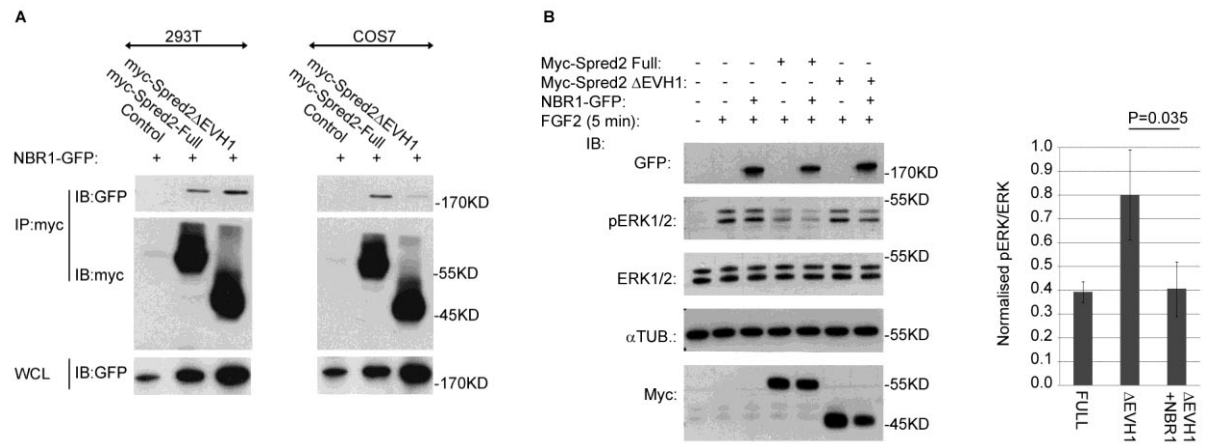 A
293T
COS7
myc-Spred2ΔEVH1
myc-Spred2-Full
Control
myc-Spred2ΔEVH1
myc-Spred2-Full
Control
NBR1-GFP: + + + + + +
IP:myc
IB:GFP
-170KD
IB:myc
-55KD
-45KD
WCL
IB:GFP
-170KD
B
Myc-Spred2 Full: - - - + + - -
Myc-Spred2 ΔEVH1: - - - - - + +
NBR1-GFP: - - + - + - +
FGF2 (5 min): - + + + + + +
IB:
GFP:
-170KD
-55KD
pERK1/2:
-55KD
ERK1/2:
αTUB.:
-55KD
Myc:
-55KD
-45KD
P=0.035
Normalised pERK/ERK
1.0
0.9
0.8
0.7
0.6
0.5
0.4
0.3
0.2
0.1
0.0
FULL
ΔEVH1
ΔEVH1
+NBR1